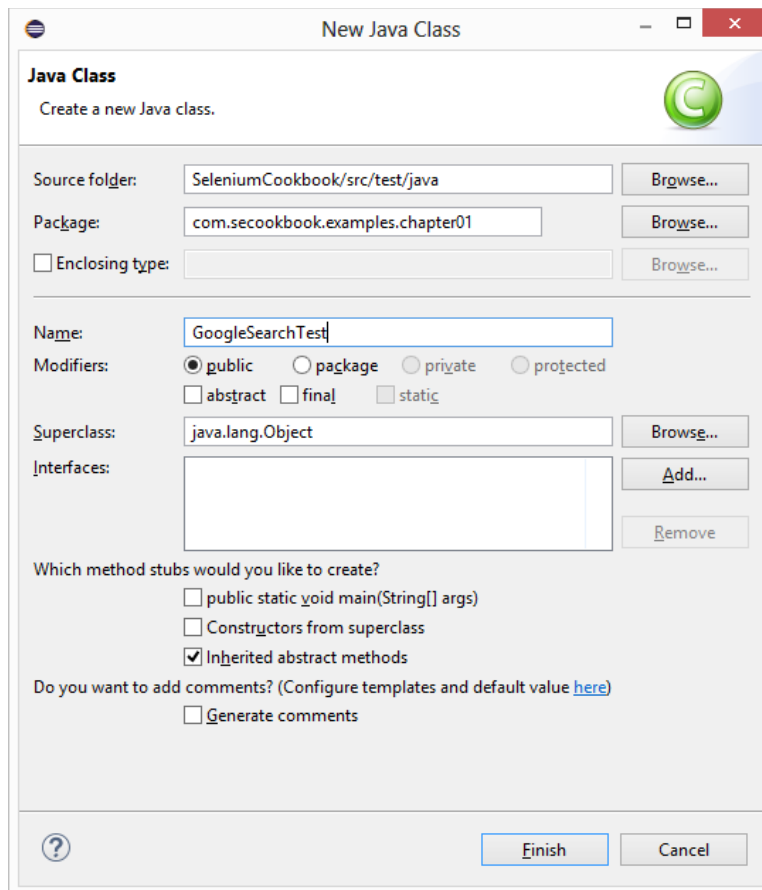 New Java Class
Java Class
Create a new Java class.
C
Source folder: SeleniumCookbook/src/test/java Browse...
Package: com.secookbook.examples.chapter01 Browse...
Enclosing type: Browse...
Name: GoogleSearchTest
Modifiers: public package private protected
abstract final static
Superclass: java.lang.Object Browse...
Interfaces: Add...
Remove
Which method stubs would you like to create?
public static void main(String[] args)
Constructors from superclass
Inherited abstract methods
Do you want to add comments? (Configure templates and default value here)
Generate comments
? Finish Cancel